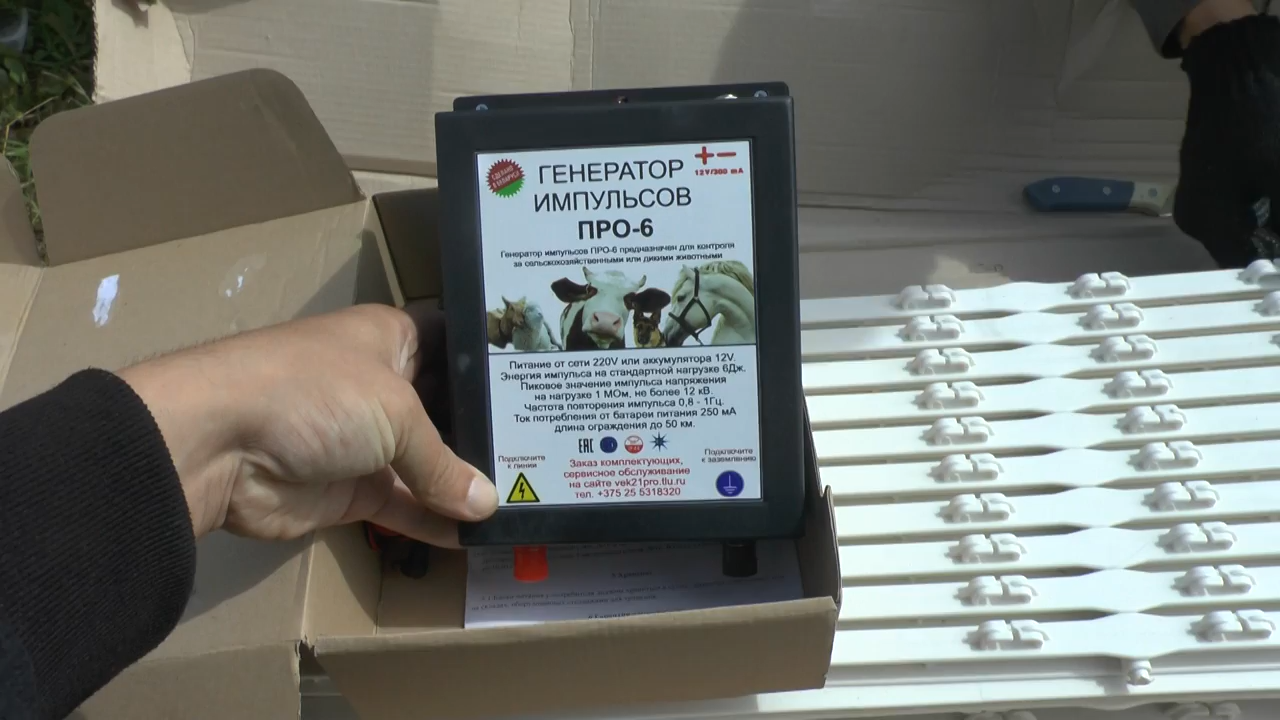 СДЕЛАНО В БЕЛАРУСИ
ГЕНЕРАТОР
ИМПУЛЬСОВ
ПРО-6
+ −
12V/300 mA
Генератор импульсов ПРО-6 предназначен для контроля
за сельскохозяйственными или дикими животными
Питание от сети 220V или аккумулятора 12V.
Энергия импульса на стандартной нагрузке 6Дж.
Пиковое значение импульса напряжения
на нагрузке 1 МОм, не более 12 кВ.
Частота повторения импульса 0,8 - 1Гц.
Ток потребления от батареи питания 250 мА
длина ограждения до 50 км.
EAC
Подключите
к линии
Заказ комплектующих,
сервисное обслуживание
на сайте vek21pro.tlu.ru
тел. +375 25 5318320
Подключите
к заземлению